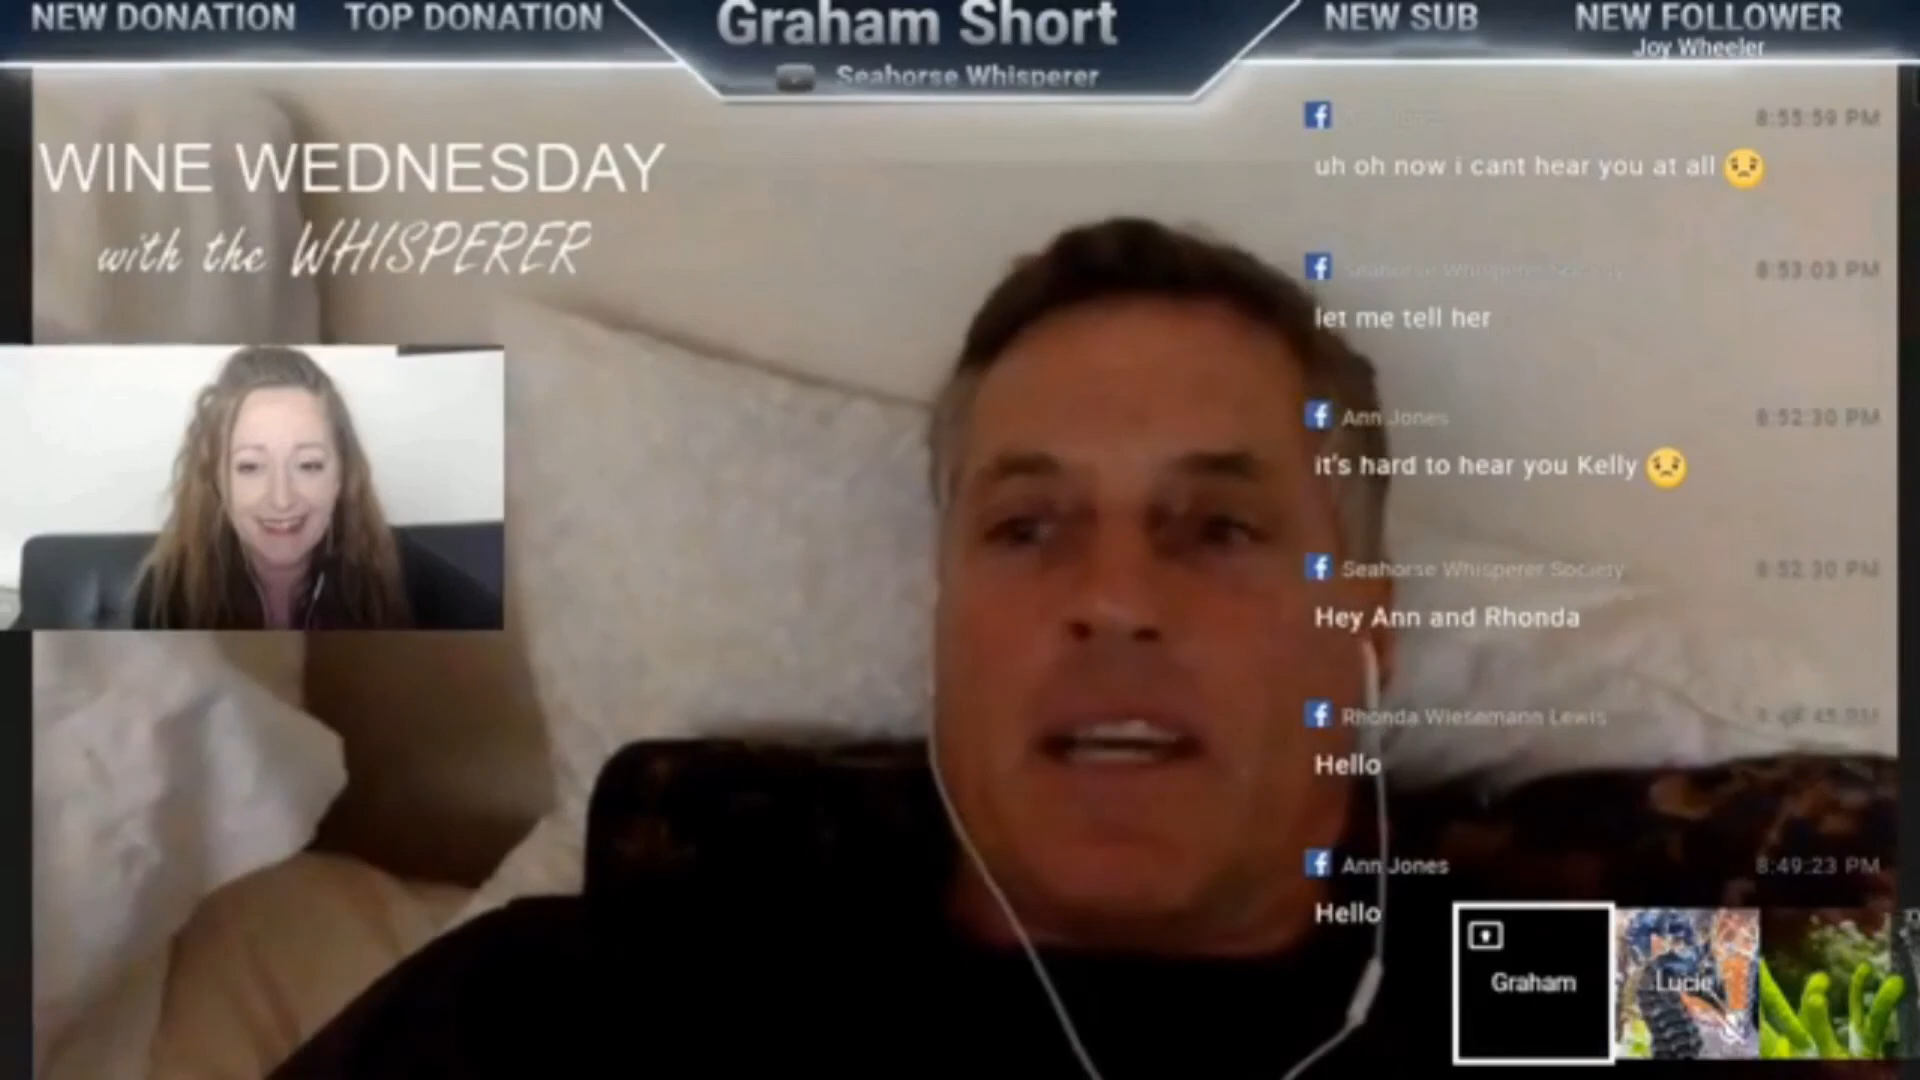 NEW DONATION
TOP DONATION
Graham Short
Seahorse Whisperer
NEW SUB
NEW FOLLOWER
Joy Wheeler
WINE WEDNESDAY
with the WHISPERER
8:55:59 PM
uh oh now i cant hear you at all
Seahorse Whisperer Society
8:53:03 PM
let me tell her
Ann Jones
8:52:30 PM
it's hard to hear you Kelly
Seahorse Whisperer Society
8:52:30 PM
Hey Ann and Rhonda
Rhonda Wiesemann Lewis
Hello
Ann Jones
8:49:23 PM
Hello
Graham
Lucie